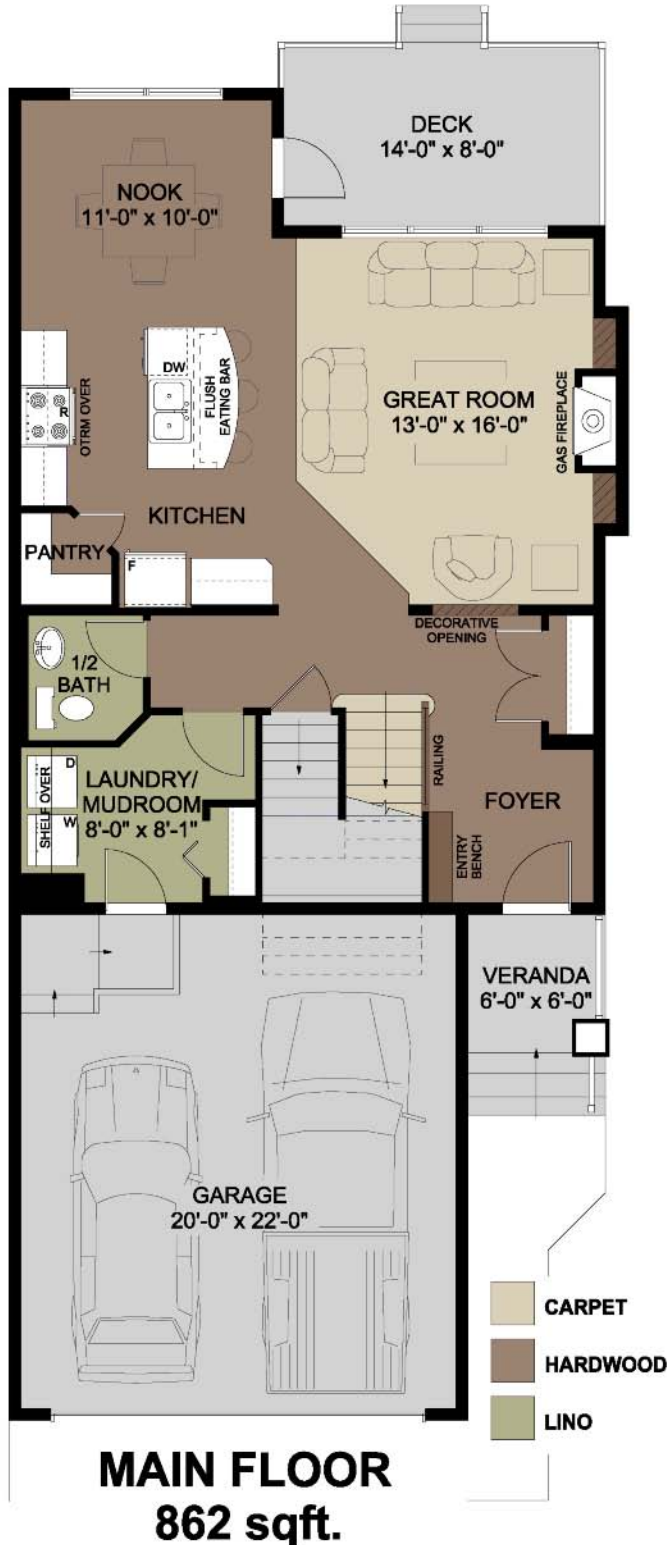 DECK
14'-0" x 8'-0"
NOOK
11'-0" x 10'-0"
DW
FLUSH
EATING BAR
R
OTRM OVER
GREAT ROOM
13'-0" x 16'-0"
GAS FIREPLACE
KITCHEN
PANTRY
F
DECORATIVE
OPENING
1/2
BATH
RAILING
D
SHELF OVER
W
LAUNDRY/
MUDROOM
8'-0" x 8'-1"
FOYER
ENTRY
BENCH
VERANDA
6'-0" x 6'-0"
GARAGE
20'-0" x 22'-0"
CARPET
HARDWOOD
LINO
MAIN FLOOR
862 sqft.